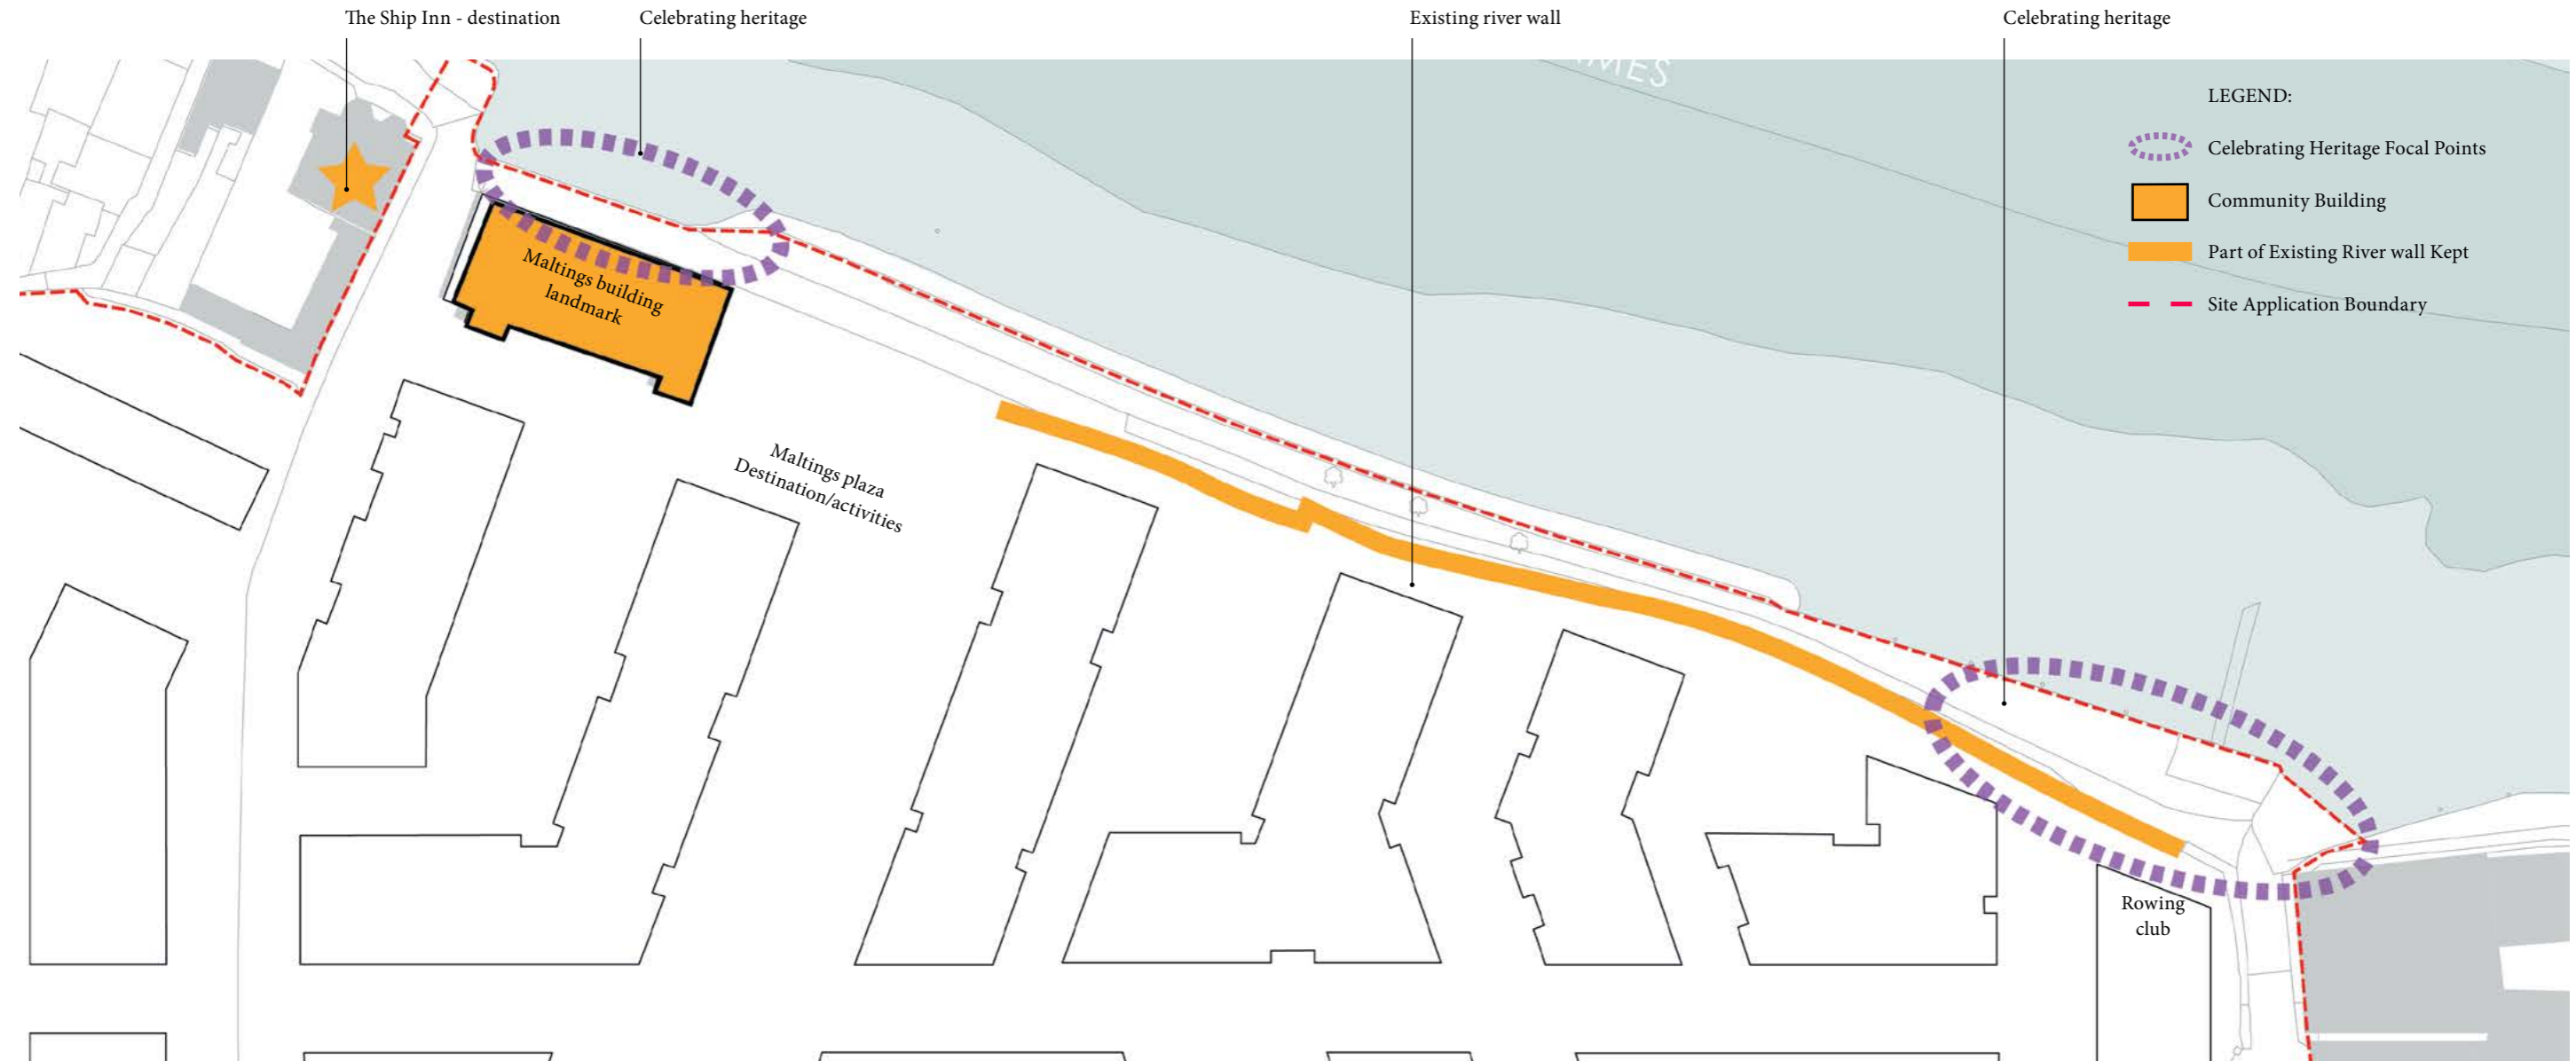 The Ship Inn - destination
Celebrating heritage
Existing river wall
Celebrating heritage
LEGEND:
Celebrating Heritage Focal Points
Community Building
Part of Existing River wall Kept
Site Application Boundary
Maltings building
landmark
Maltings plaza
Destination/activities
Rowing
club